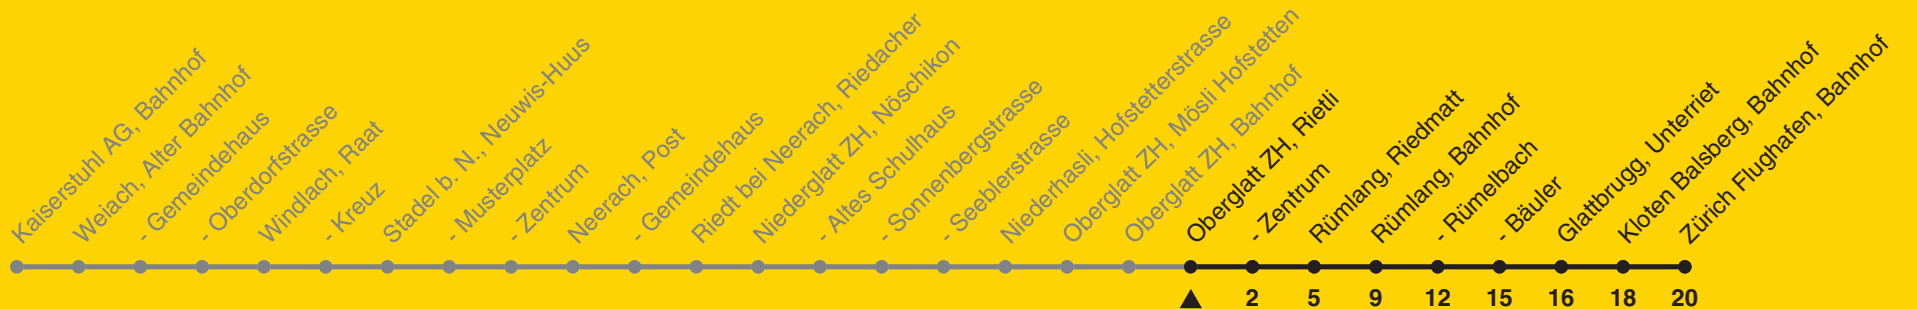 Kaiserstuhl AG, Bahnhof
Weiach, Alter Bahnhof
- Gemeindehaus
- Oberdorfstrasse
Windlach, Raat
- Kreuz
Stadel b. N., Neuwis-Huus
- Musterplatz
- Zentrum
Neerach, Post
- Gemeindehaus
Riedt bei Neerach, Riedacher
Niederglatt ZH, Nöschikon
- Altes Schulhaus
- Sonnenbergstrasse
- Seeblerstrasse
Niederhasli, Hofstetterstrasse
Oberglatt ZH, Mösli Hofstetten
Oberglatt ZH, Bahnhof
Oberglatt ZH, Rietli
- Zentrum
Rümlang, Riedmatt
Rümlang, Bahnhof
- Rümelbach
- Bäuler
Glattbrugg, Unterriet
Kloten Balsberg, Bahnhof
Zürich Flughafen, Bahnhof
2 5 9 12 15 16 18 20